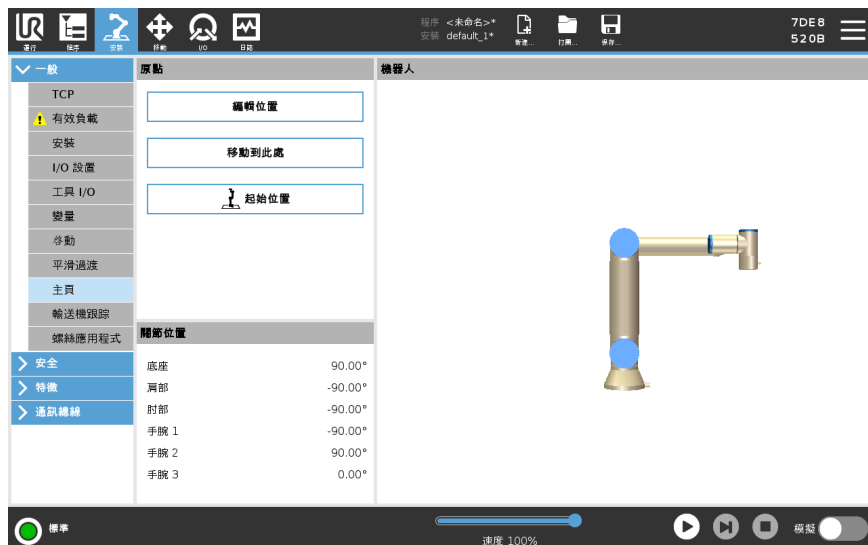 UR
運行
程序
安裝
移動
I/O
日誌
程序 <未命名>*
安裝 default_1*
新建...
打開...
保存...
7DE8
520B
一般
TCP
有效負載
安裝
I/O 設置
工具 I/O
變量
啓動
平滑過渡
主頁
輸送機跟踪
螺絲應用程式
安全
特徵
通訊總線
原點
編輯位置
移動到此處
起始位置
關節位置
底座 90.00°
肩部 -90.00°
肘部 -90.00°
手腕 1 -90.00°
手腕 2 90.00°
手腕 3 0.00°
機器人
標準
速度 100%
模擬